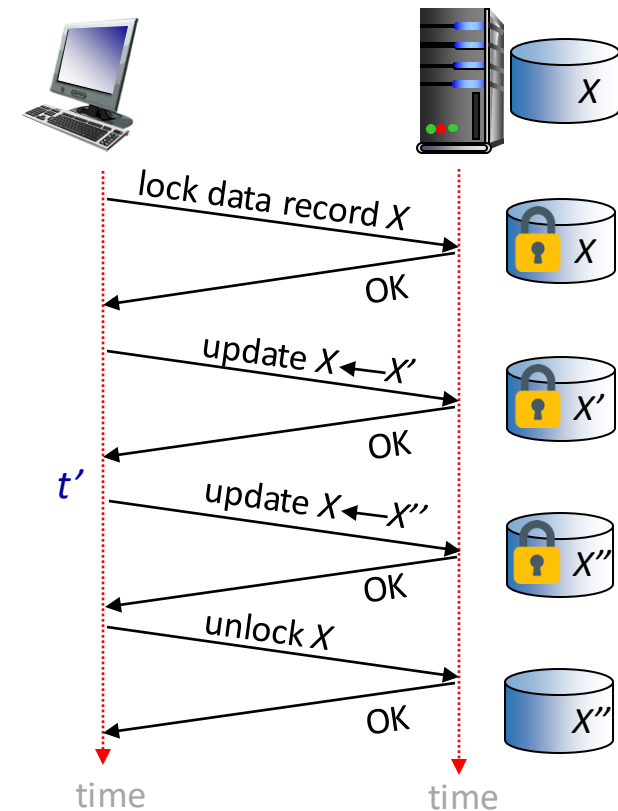 X
lock data record X
X
OK
update X ← X’
X’
OK
t’
update X ← X’’
X’’
OK
unlock X
OK
X’’
time
time